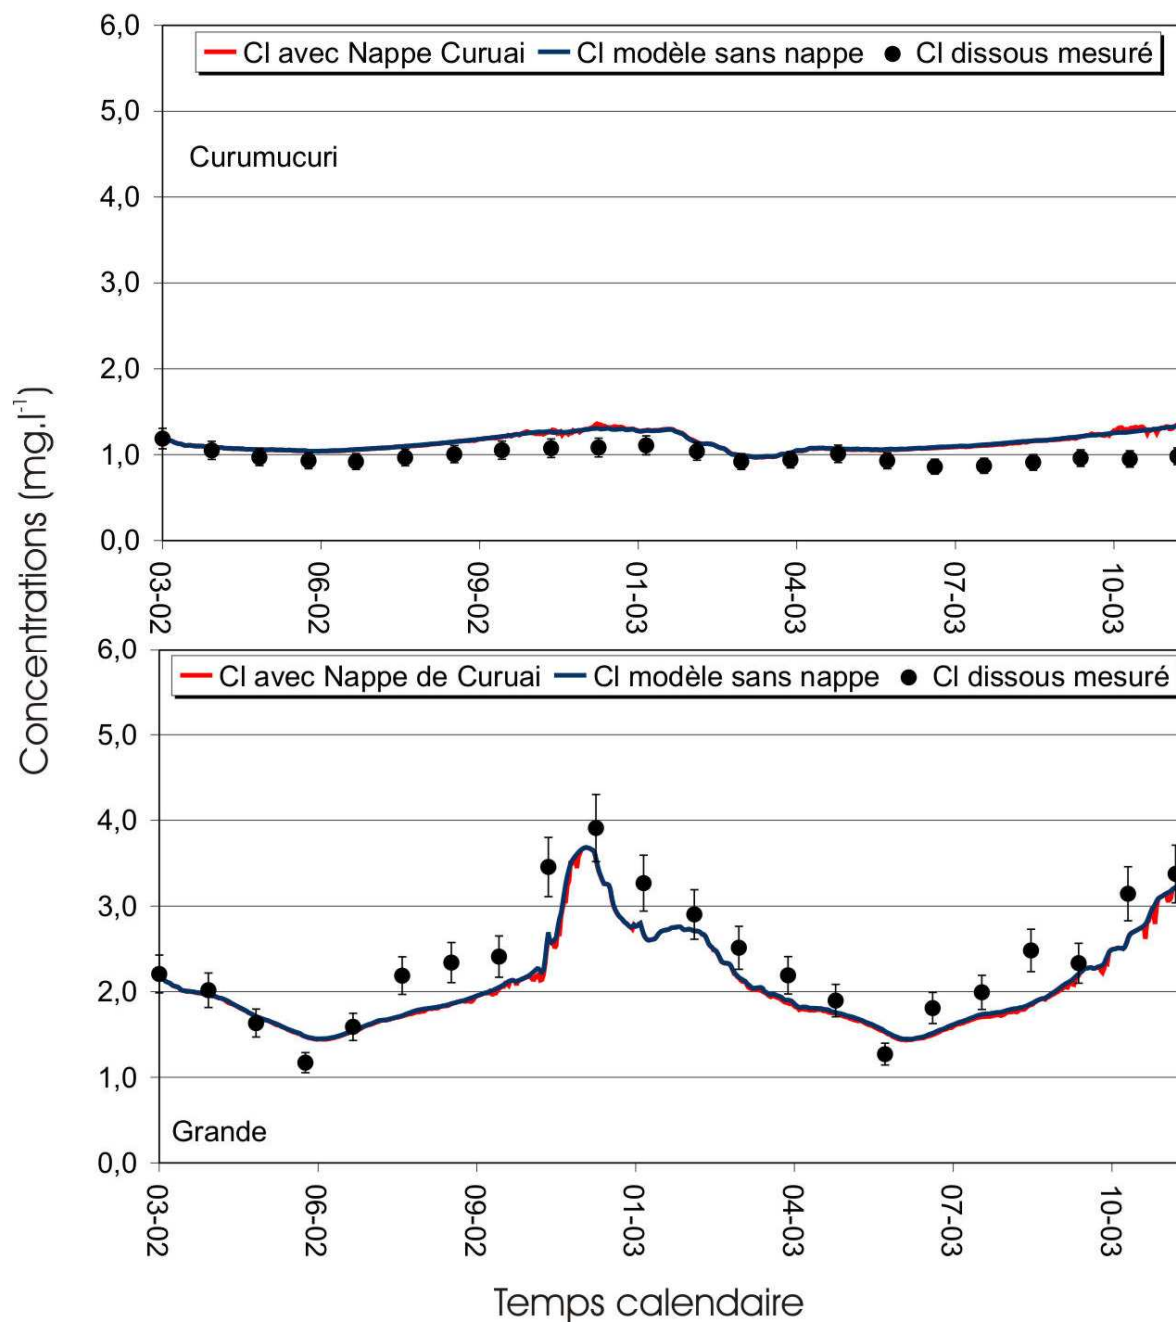 6,0
Cl avec Nappe Curuai Cl modèle sans nappe Cl dissous mesuré
5,0
Curumucuri
4,0
3,0
2,0
1,0
0,0
03-02 06-02 09-02 01-03 04-03 07-03 10-03
Concentrations (mg.l⁻¹)
6,0
Cl avec Nappe de Curuai Cl modèle sans nappe Cl dissous mesuré
5,0
4,0
3,0
2,0
1,0
Grande
0,0
03-02 06-02 09-02 01-03 04-03 07-03 10-03
Temps calendaire